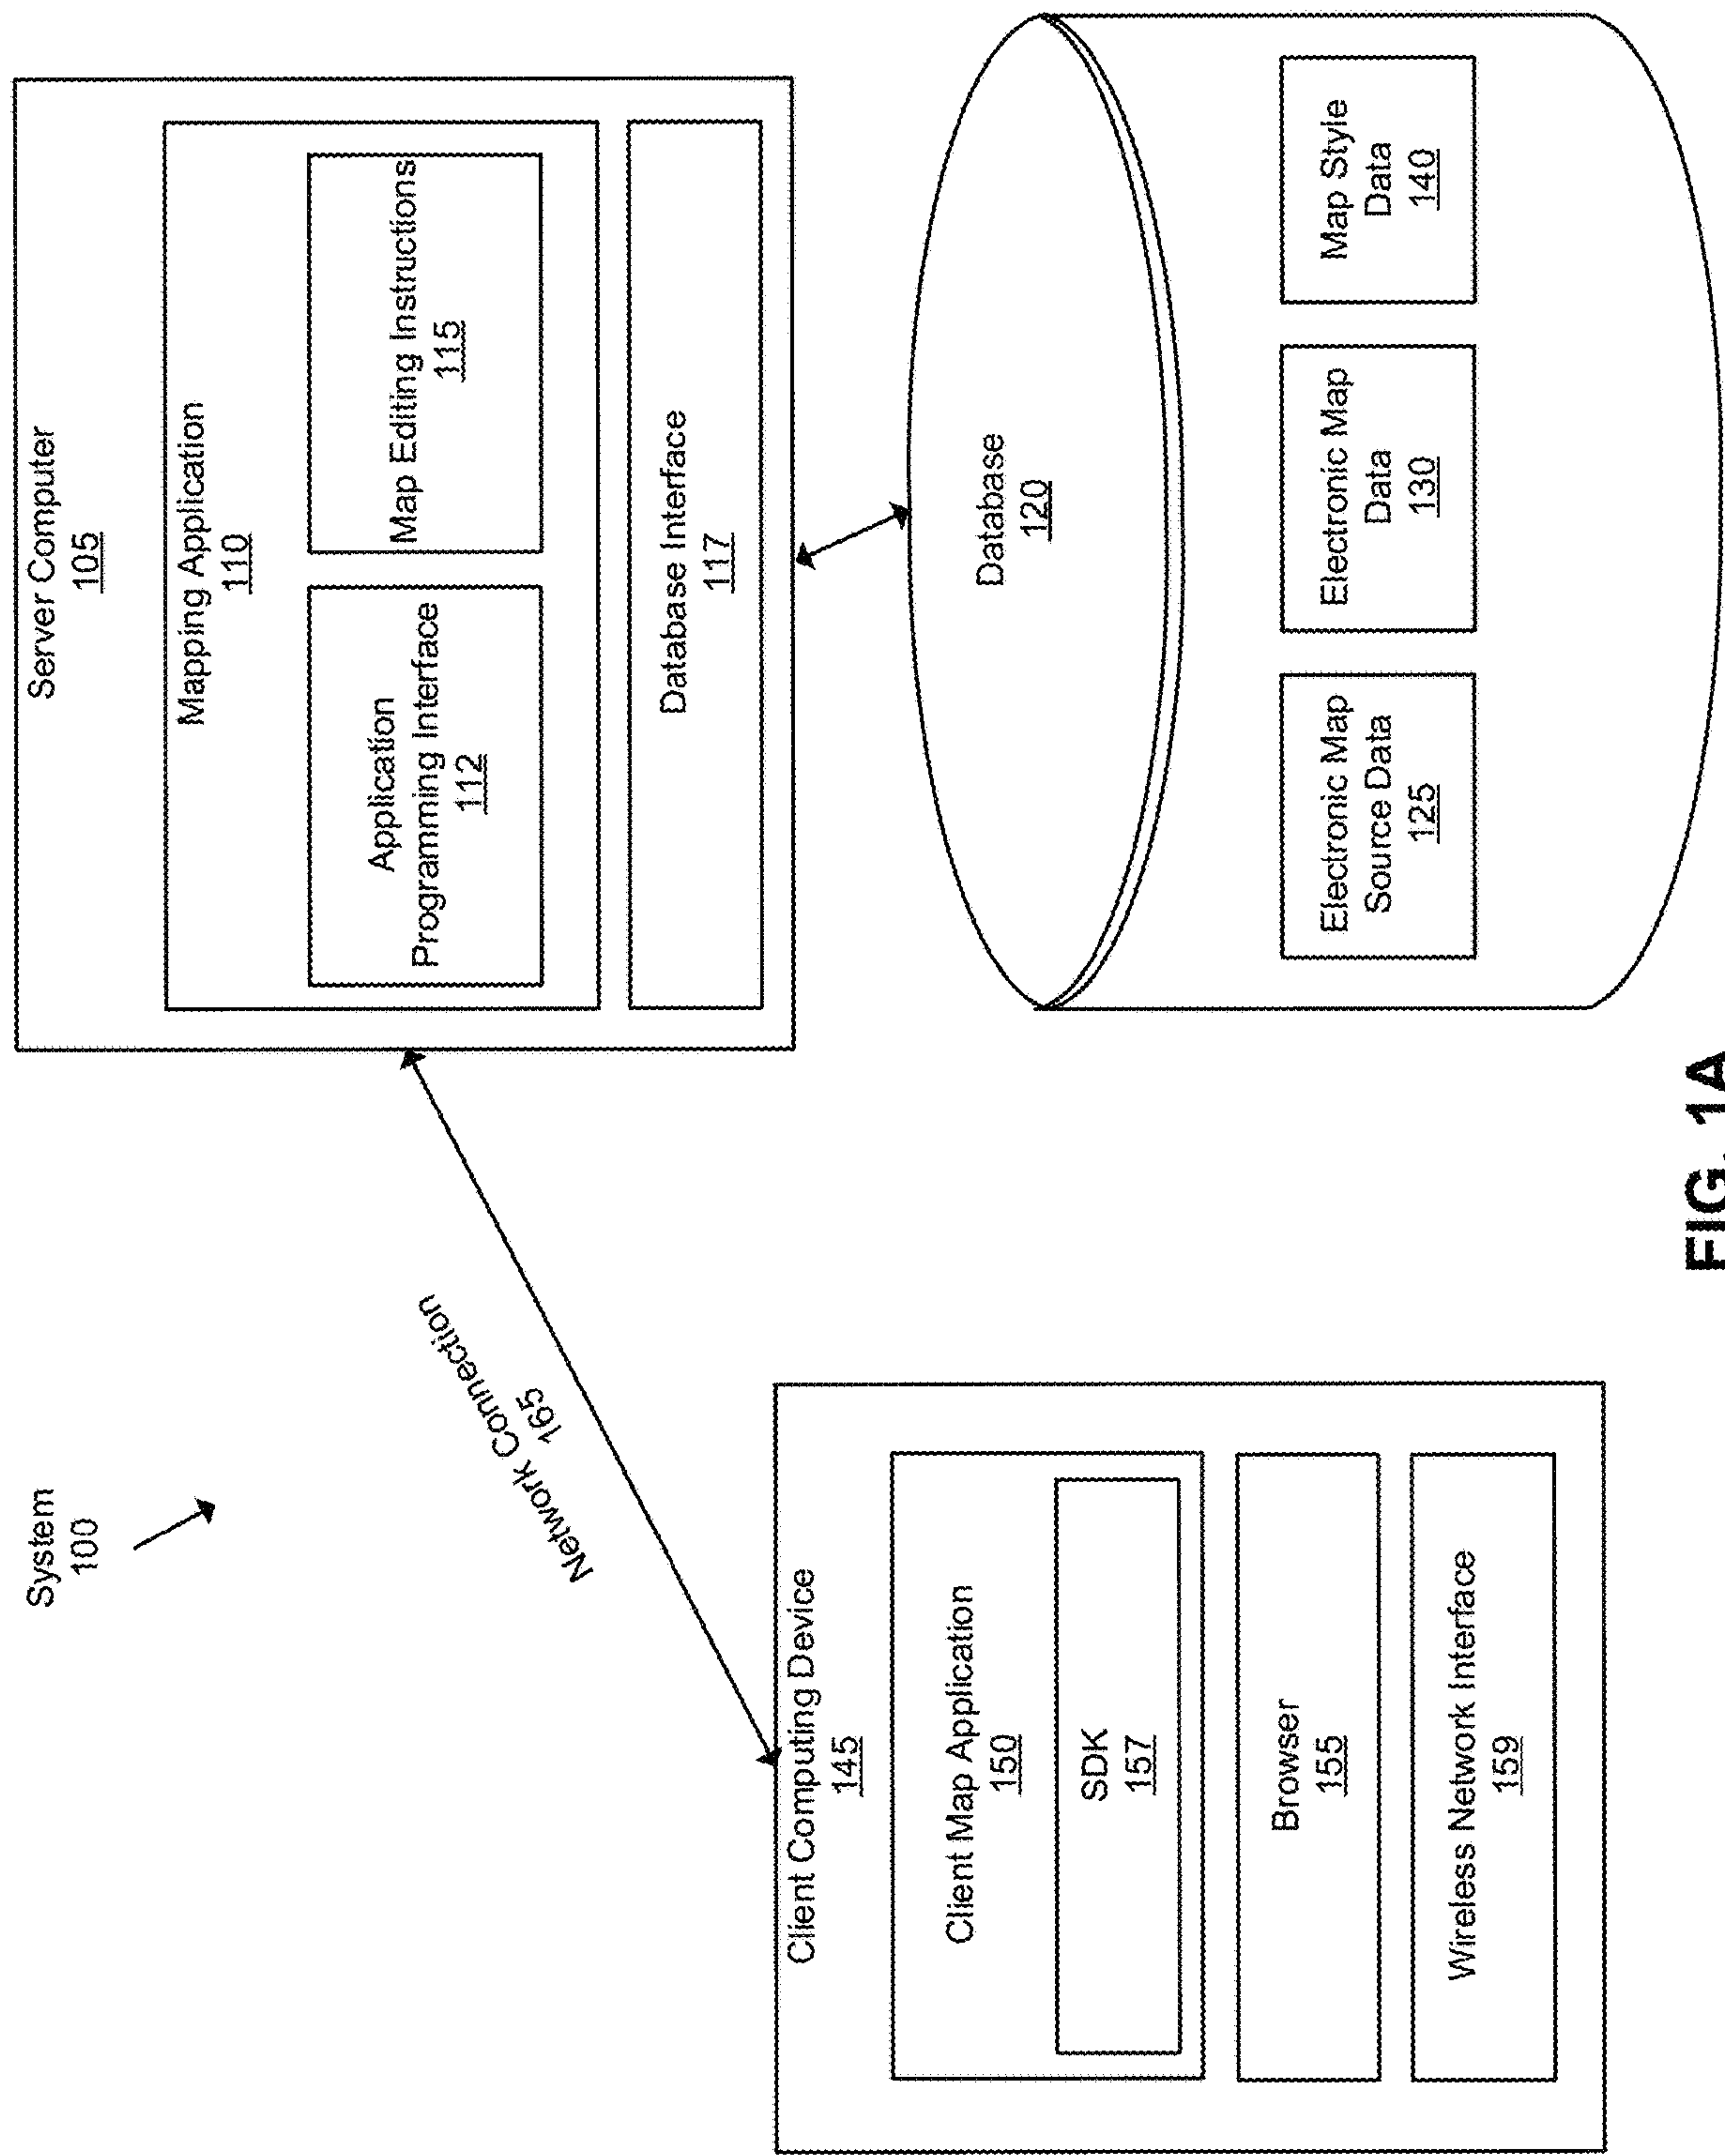 System
100
Network Connection
165
Client Computing Device
145
Client Map Application
150
SDK
157
Browser
155
Wireless Network Interface
159
Server Computer
105
Mapping Application
110
Application
Programming Interface
112
Map Editing Instructions
115
Database Interface
117
Database
120
Electronic Map
Source Data
125
Electronic Map
Data
130
Map Style
Data
140
FIG. 1A